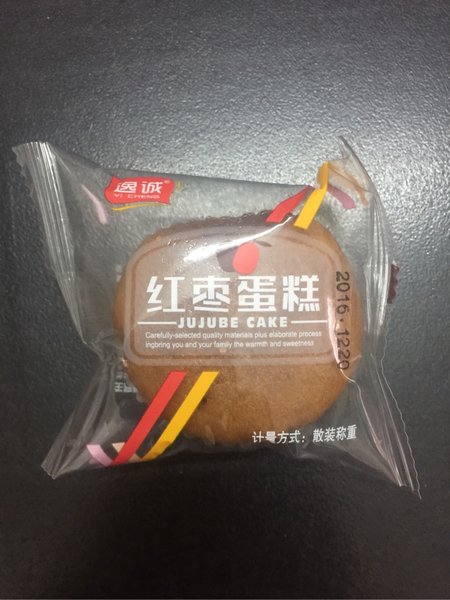 逸诚
YI CHENG
红枣蛋糕
JUJUBE CAKE
Carefully-selected quality materials plus elaborate process
ingbring you and your family the warmth and sweetness
2016.1220
计量方式：散装称重